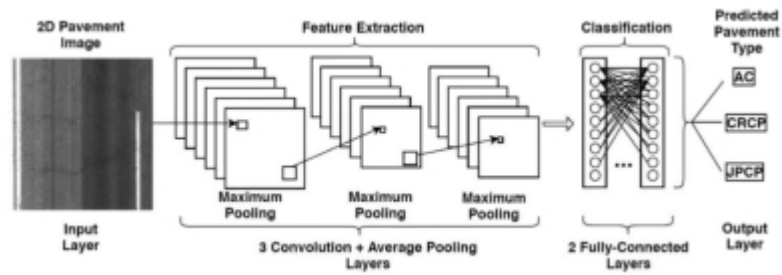 2D Pavement
Image
Feature Extraction
Classification
Predicted
Pavement
Type
AC
CRCP
JPCP
...
Maximum
Pooling
Maximum
Pooling
Maximum
Pooling
Input
Layer
3 Convolution + Average Pooling
Layers
2 Fully-Connected
Layers
Output
Layer